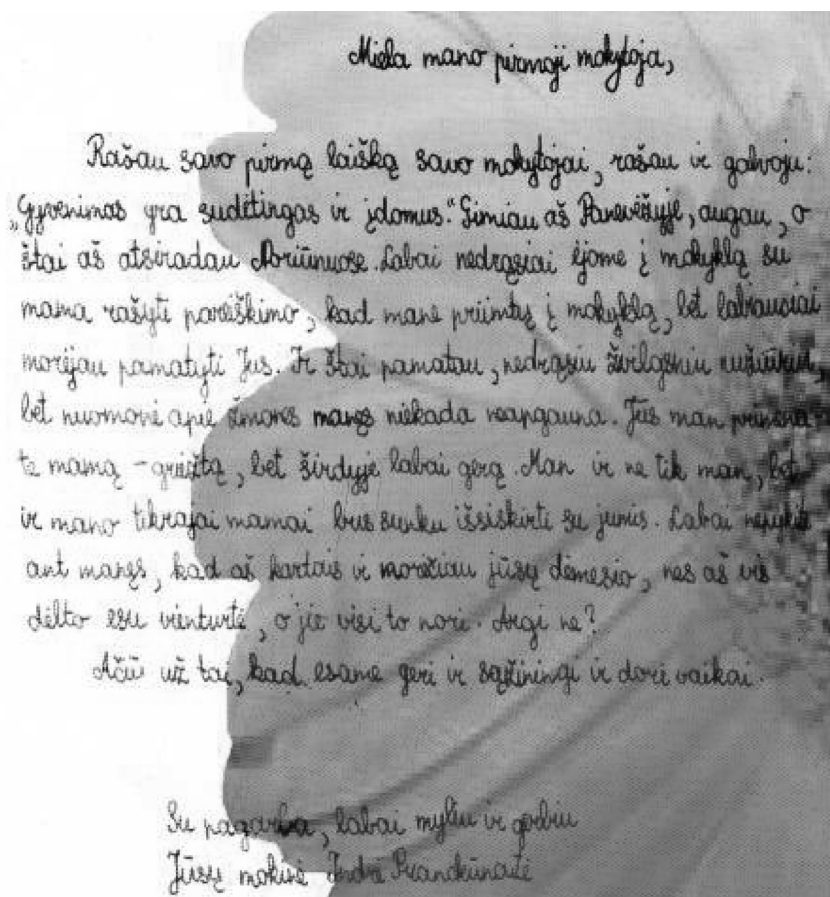 Miela mano pirmoji mokytoja,
Rašau savo pirmą laišką savo mokytojai, rašau ir galvoju:
„Gyvenimas yra sudėtingas ir įdomus." Gimiau aš Panevėžyje, augau, o
štai aš atsiradau Noriūnuose. Labai nedrąsiai ėjome į mokyklą su
mama rašyti pareiškimo, kad mane priimtų į mokyklą, bet labiausiai
norėjau pamatyti Jus. Ir štai pamatau, nedrąsiu žvilgsniu
bet nuomonė apie žmones manęs niekada neapgauna. Jūs man primena-
te mamą - griežtą, bet širdyje labai gerą. Man ir ne tik man, bet
ir mano tikrajai mamai bus sunku išsiskirti su jumis. Labai nepykit
ant manęs, kad aš kartais ir norėčiau jūsų dėmesio, nes aš vis
dėlto esu vienturtė, o jie visi to nori. Argi ne?
Ačiū už tai, kad esame geri ir sąžiningi ir dori vaikai.
Su pagarba, labai myliu ir gerbiu
Jūsų mokinė Indrė